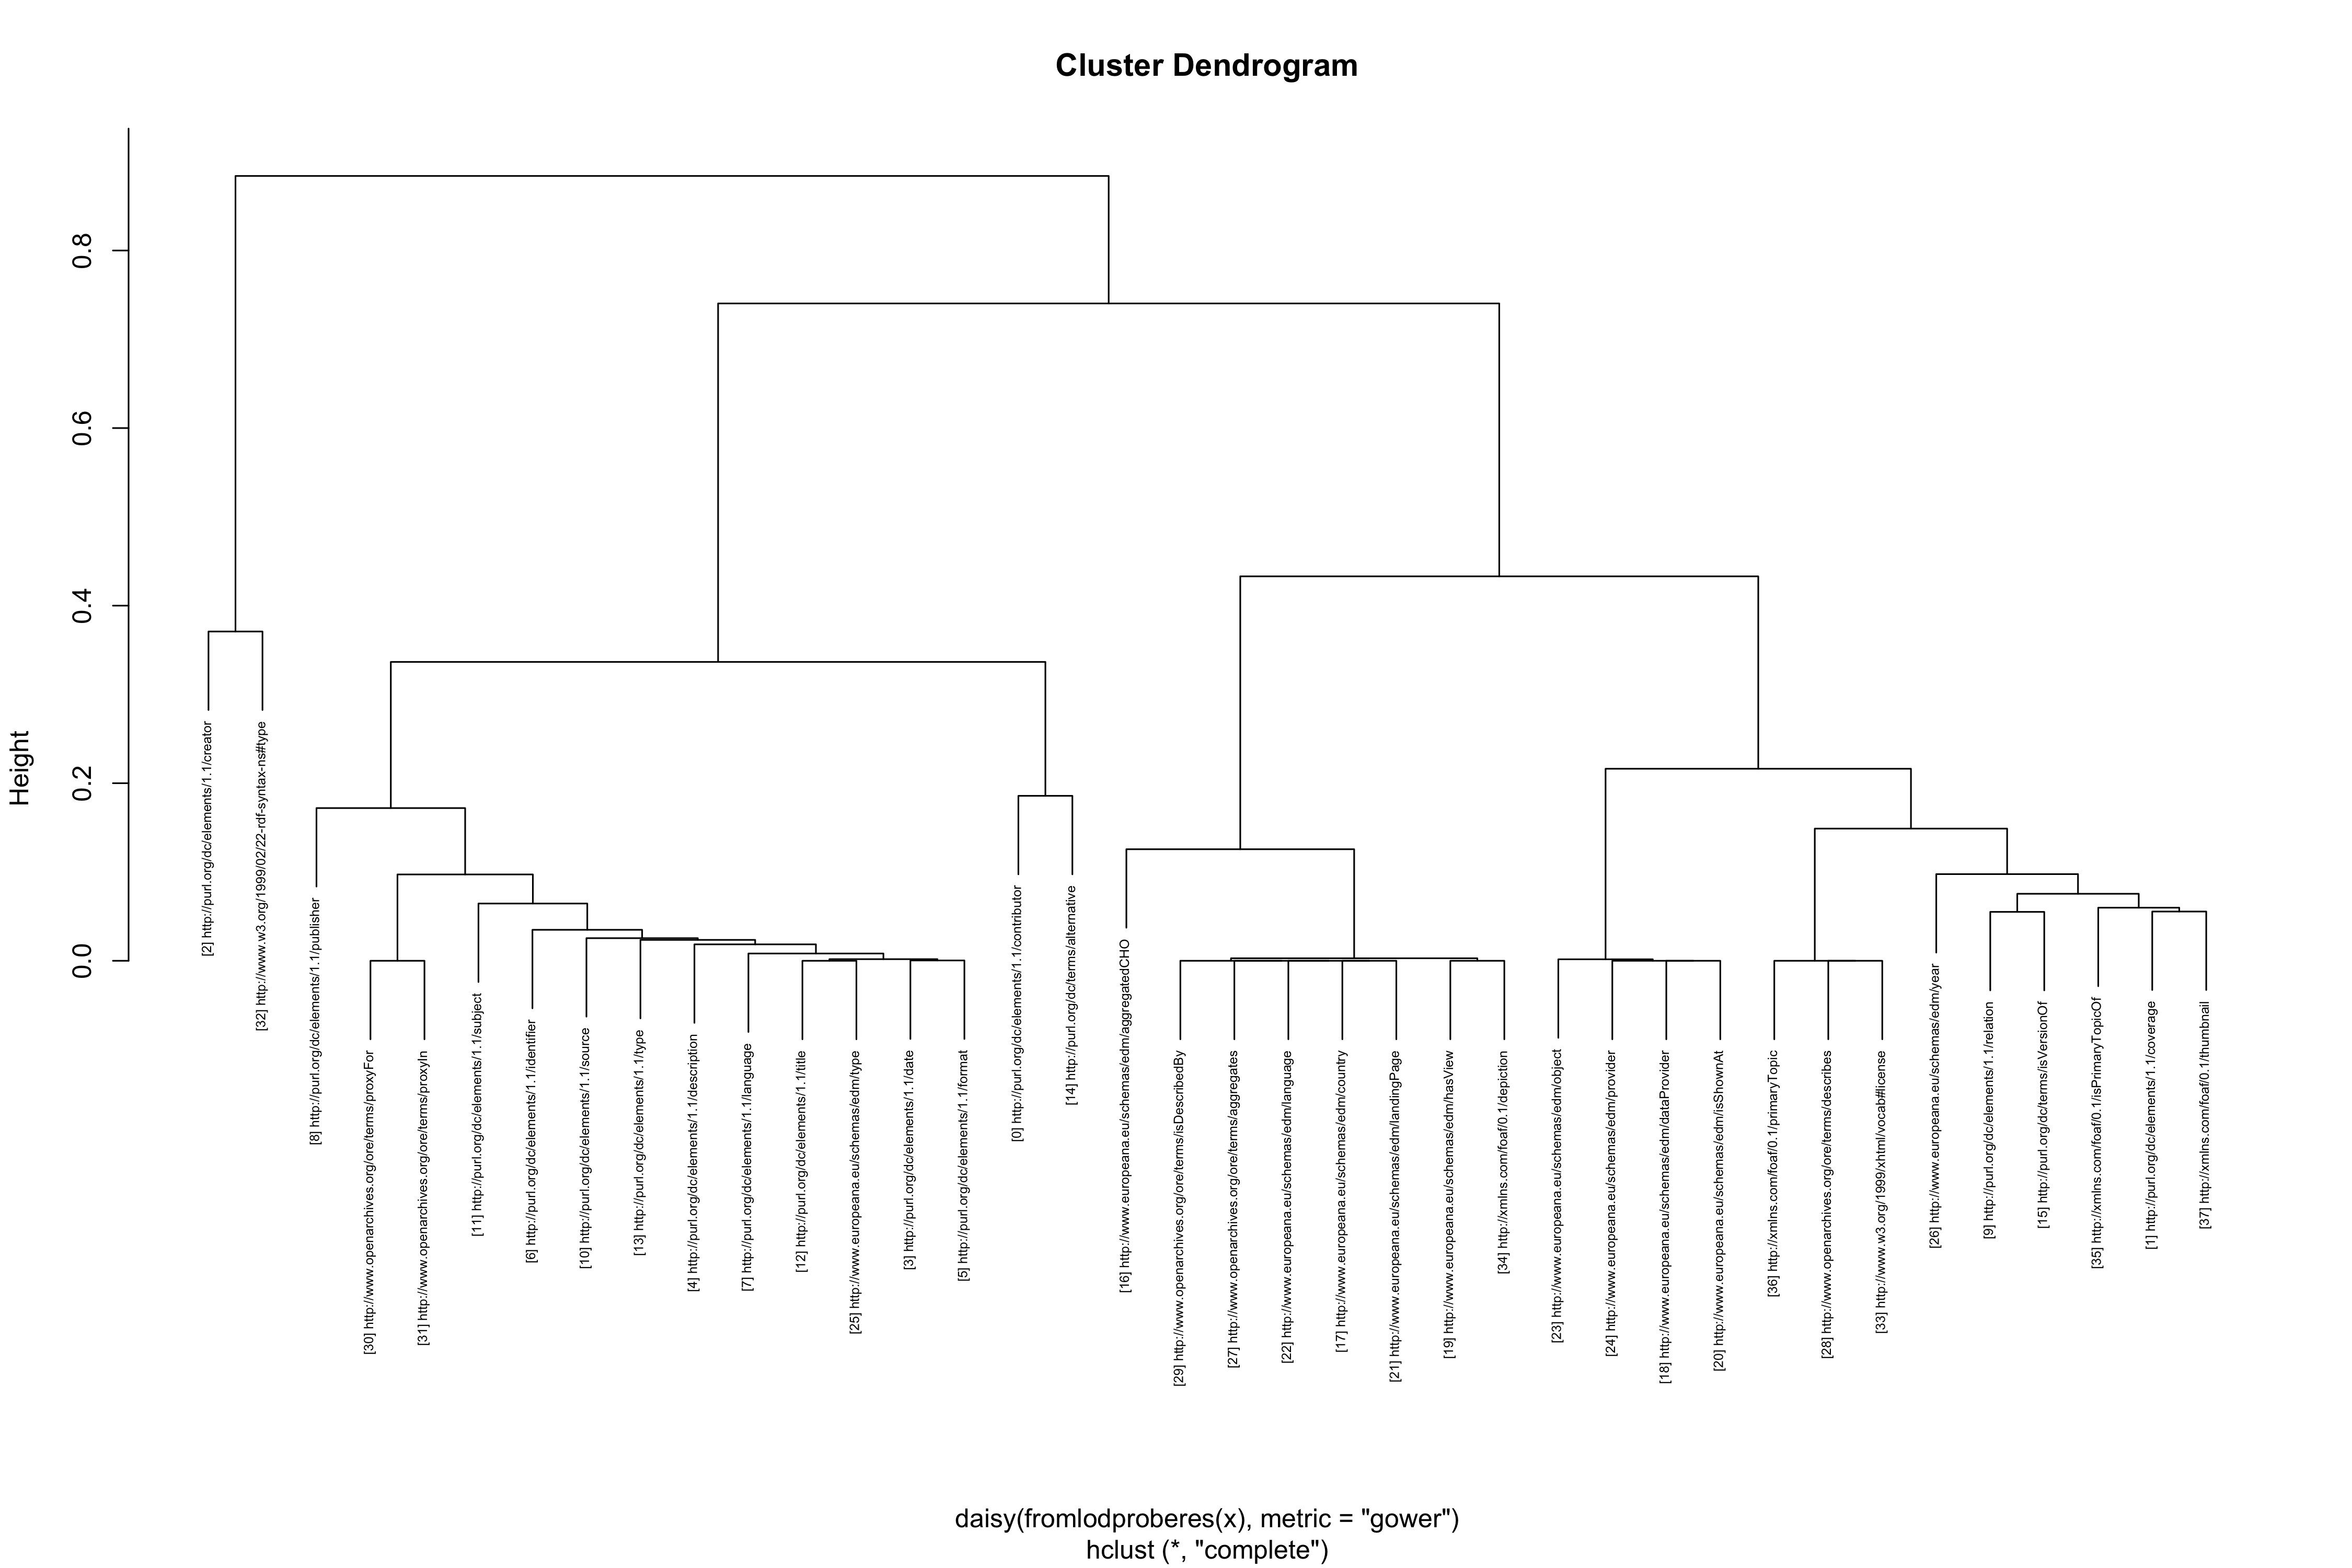 Cluster Dendrogram
Height
0.0
0.2
0.4
0.6
0.8
[2] http://purl.org/dc/elements/1.1/creator
[32] http://www.w3.org/1999/02/22-rdf-syntax-ns#type
[8] http://purl.org/dc/elements/1.1/publisher
[30] http://www.openarchives.org/ore/terms/proxyFor
[31] http://www.openarchives.org/ore/terms/proxyIn
[11] http://purl.org/dc/elements/1.1/subject
[6] http://purl.org/dc/elements/1.1/identifier
[10] http://purl.org/dc/elements/1.1/source
[13] http://purl.org/dc/elements/1.1/type
[4] http://purl.org/dc/elements/1.1/description
[7] http://purl.org/dc/elements/1.1/language
[12] http://purl.org/dc/elements/1.1/title
[25] http://www.europeana.eu/schemas/edm/type
[3] http://purl.org/dc/elements/1.1/date
[5] http://purl.org/dc/elements/1.1/format
[0] http://purl.org/dc/elements/1.1/contributor
[14] http://purl.org/dc/terms/alternative
[16] http://www.europeana.eu/schemas/edm/aggregatedCHO
[29] http://www.openarchives.org/ore/terms/isDescribedBy
[27] http://www.openarchives.org/ore/terms/aggregates
[22] http://www.europeana.eu/schemas/edm/language
[17] http://www.europeana.eu/schemas/edm/country
[21] http://www.europeana.eu/schemas/edm/landingPage
[19] http://www.europeana.eu/schemas/edm/hasView
[34] http://xmlns.com/foaf/0.1/depiction
[23] http://www.europeana.eu/schemas/edm/object
[24] http://www.europeana.eu/schemas/edm/provider
[18] http://www.europeana.eu/schemas/edm/dataProvider
[20] http://www.europeana.eu/schemas/edm/isShownAt
[36] http://xmlns.com/foaf/0.1/primaryTopic
[28] http://www.openarchives.org/ore/terms/describes
[33] http://www.w3.org/1999/xhtml/vocab#license
[26] http://www.europeana.eu/schemas/edm/year
[9] http://purl.org/dc/elements/1.1/relation
[15] http://purl.org/dc/terms/isVersionOf
[35] http://xmlns.com/foaf/0.1/isPrimaryTopicOf
[1] http://purl.org/dc/elements/1.1/coverage
[37] http://xmlns.com/foaf/0.1/thumbnail
daisy(fromlodproberes(x), metric = "gower")
hclust (*, "complete")